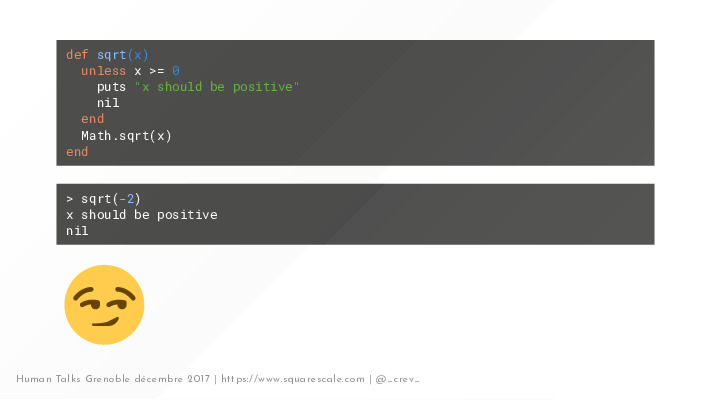 def sqrt(x)
  unless x >= 0
    puts "x should be positive"
    nil
  end
  Math.sqrt(x)
end
> sqrt(-2)
x should be positive
nil
Human Talks Grenoble décembre 2017 | https://www.squarescale.com | @_crev_